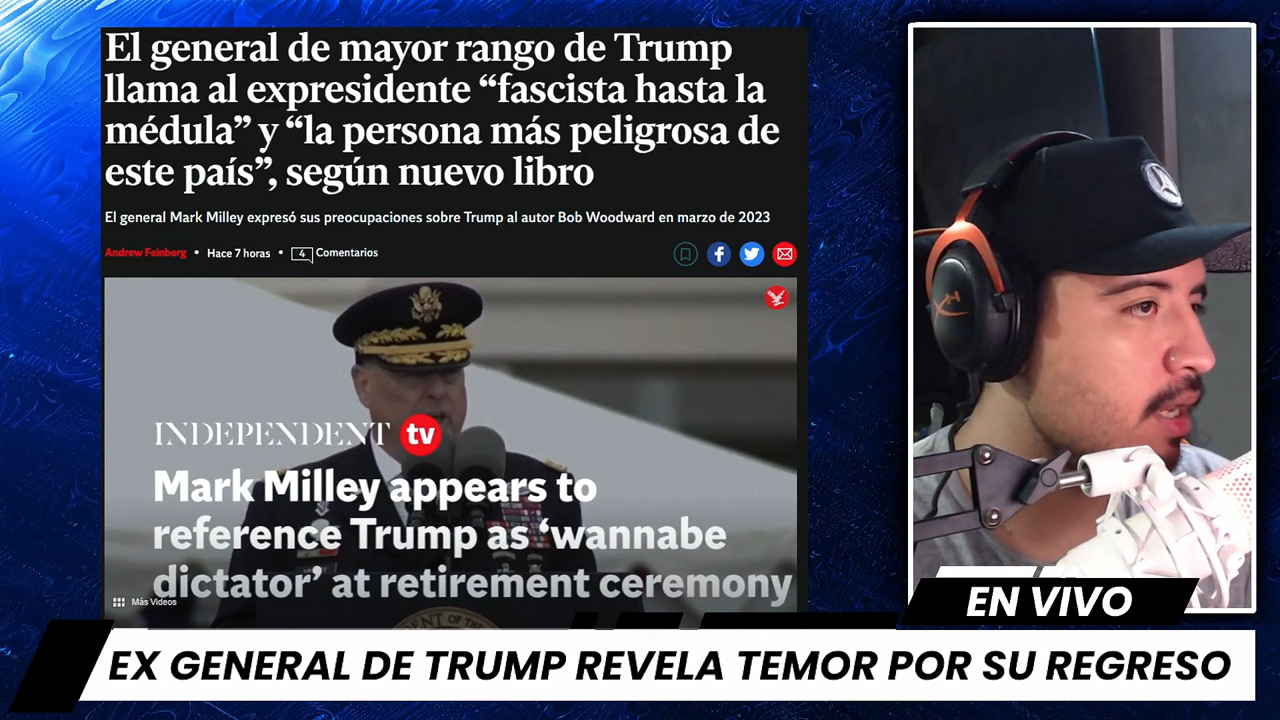 El general de mayor rango de Trump
llama al expresidente “fascista hasta la
médula” y “la persona más peligrosa de
este país”, según nuevo libro
El general Mark Milley expresó sus preocupaciones sobre Trump al autor Bob Woodward en marzo de 2023
Andrew Feinberg • Hace 7 horas • 4 Comentarios
INDEPENDENT tv
Mark Milley appears to
reference Trump as ‘wannabe
dictator’ at retirement ceremony
Más Videos
EN VIVO
EX GENERAL DE TRUMP REVELA TEMOR POR SU REGRESO